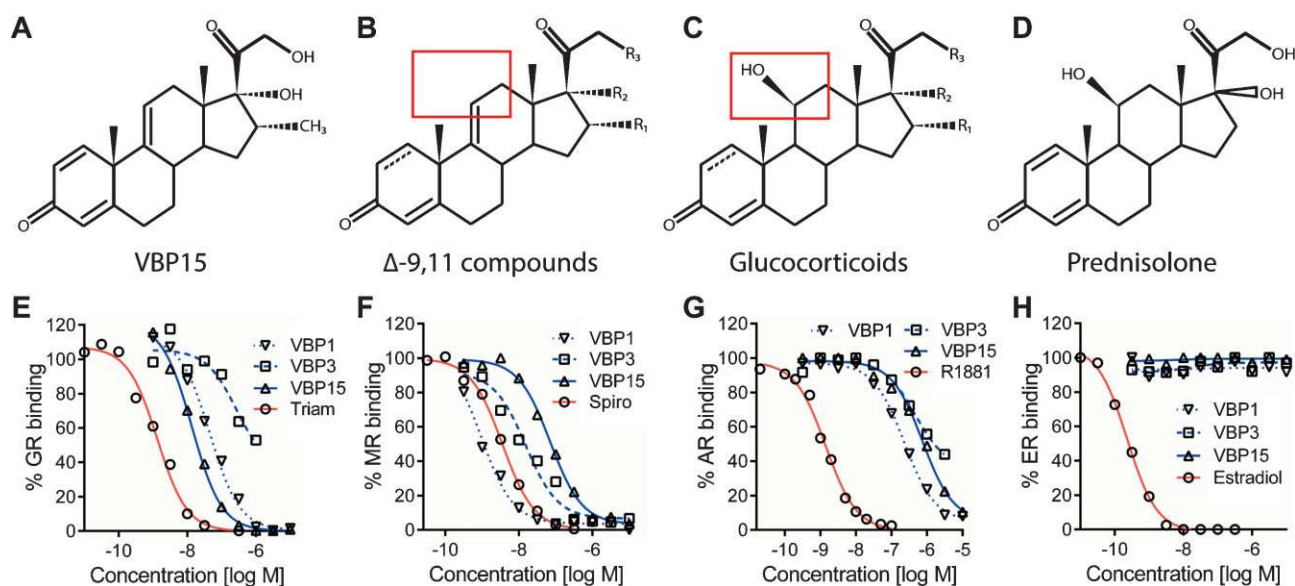 A
B
C
D
O
OH
OH
CH₃
O
VBP15
O
R₃
R₂
R₁
O
Δ-9,11 compounds
O
R₃
HO
R₂
R₁
O
Glucocorticoids
O
OH
HO
OH
O
Prednisolone
E
120
100
80
60
40
20
0
% GR binding
-10
-8
-6
Concentration [log M]
VBP1
VBP3
VBP15
Triam
F
120
100
80
60
40
20
0
% MR binding
-10
-8
-6
Concentration [log M]
VBP1
VBP3
VBP15
Spiro
G
120
100
80
60
40
20
0
% AR binding
-10
-9
-8
-7
-6
-5
Concentration [log M]
VBP1
VBP3
VBP15
R1881
H
120
100
80
60
40
20
0
% ER binding
-10
-8
-6
Concentration [log M]
VBP1
VBP3
VBP15
Estradiol